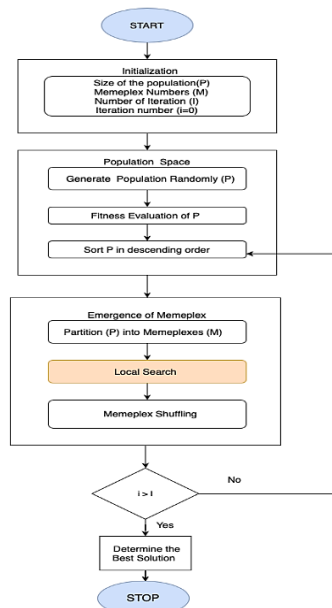 START
Initialization
Size of the population(P)
Memeplex Numbers (M)
Number of Iteration (I)
Iteration number (i=0)
Population Space
Generate Population Randomly (P)
Fitness Evaluation of P
Sort P in descending order
Emergence of Memeplex
Partition (P) into Memeplexes (M)
Local Search
Memeplex Shuffling
i > I
No
Yes
Determine the
Best Solution
STOP